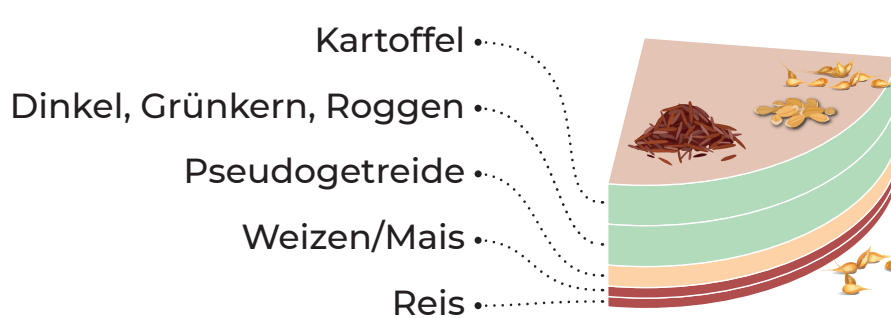 Kartoffel
Dinkel, Grünkern, Roggen
Pseudogetreide
Weizen/Mais
Reis